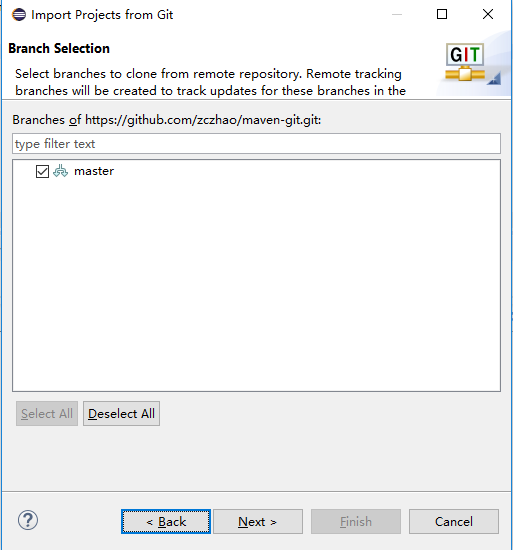 Import Projects from Git
Branch Selection
GIT
Select branches to clone from remote repository. Remote tracking
branches will be created to track updates for these branches in the
Branches of https://github.com/zczhao/maven-git.git:
type filter text
master
Select All Deselect All
? < Back Next > Finish Cancel